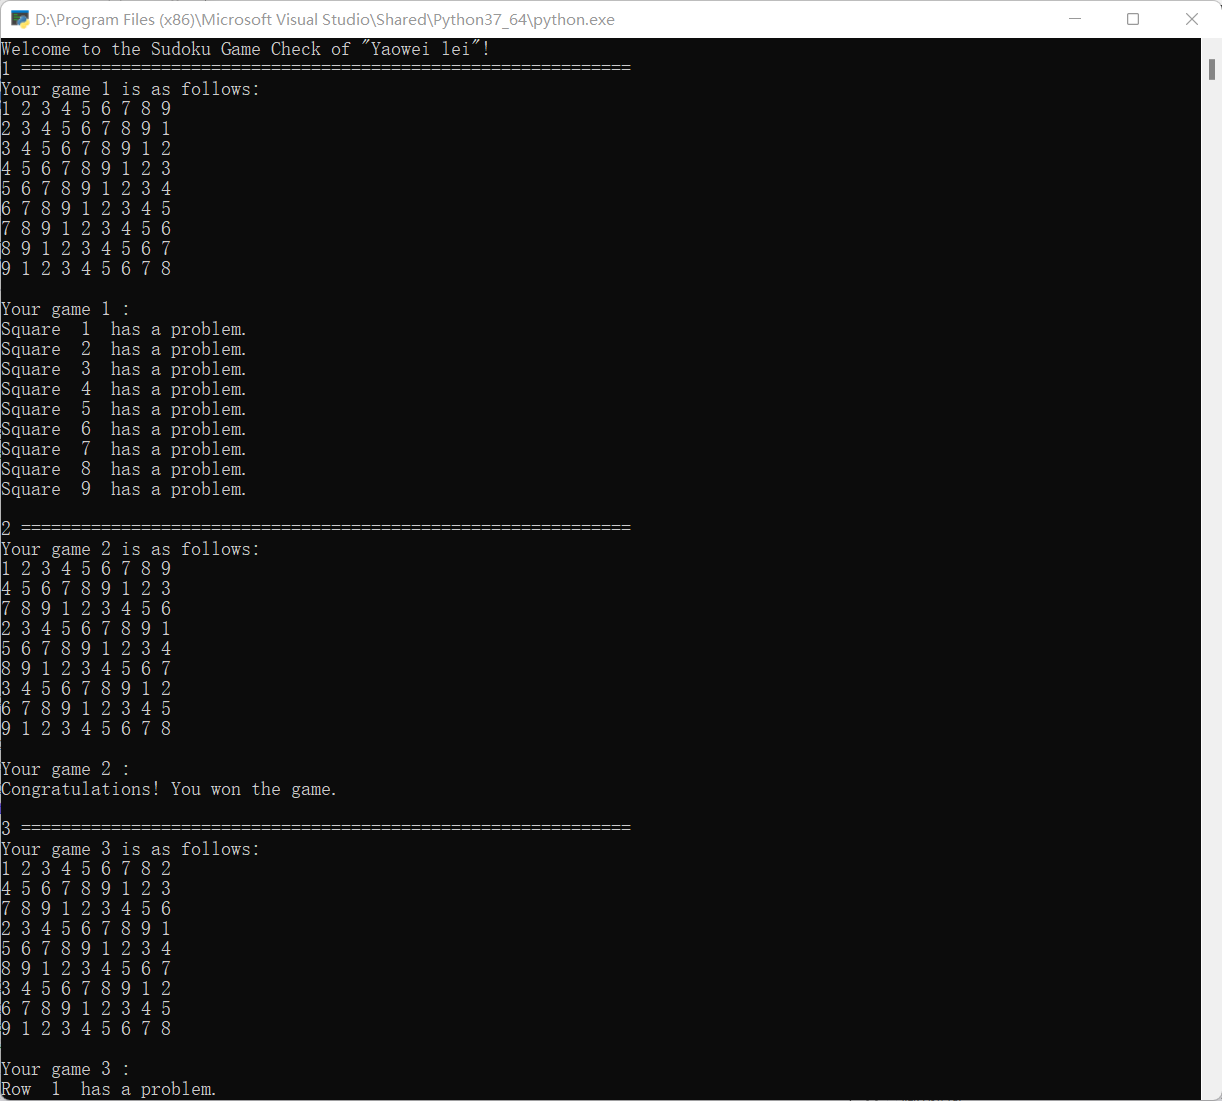 D:\Program Files (x86)\Microsoft Visual Studio\Shared\Python37_64\python.exe
Welcome to the Sudoku Game Check of "Yaowei lei"!
1 =============================================================
Your game 1 is as follows:
1 2 3 4 5 6 7 8 9
2 3 4 5 6 7 8 9 1
3 4 5 6 7 8 9 1 2
4 5 6 7 8 9 1 2 3
5 6 7 8 9 1 2 3 4
6 7 8 9 1 2 3 4 5
7 8 9 1 2 3 4 5 6
8 9 1 2 3 4 5 6 7
9 1 2 3 4 5 6 7 8
Your game 1 :
Square  1  has a problem.
Square  2  has a problem.
Square  3  has a problem.
Square  4  has a problem.
Square  5  has a problem.
Square  6  has a problem.
Square  7  has a problem.
Square  8  has a problem.
Square  9  has a problem.
2 =============================================================
Your game 2 is as follows:
1 2 3 4 5 6 7 8 9
4 5 6 7 8 9 1 2 3
7 8 9 1 2 3 4 5 6
2 3 4 5 6 7 8 9 1
5 6 7 8 9 1 2 3 4
8 9 1 2 3 4 5 6 7
3 4 5 6 7 8 9 1 2
6 7 8 9 1 2 3 4 5
9 1 2 3 4 5 6 7 8
Your game 2 :
Congratulations! You won the game.
3 =============================================================
Your game 3 is as follows:
1 2 3 4 5 6 7 8 2
4 5 6 7 8 9 1 2 3
7 8 9 1 2 3 4 5 6
2 3 4 5 6 7 8 9 1
5 6 7 8 9 1 2 3 4
8 9 1 2 3 4 5 6 7
3 4 5 6 7 8 9 1 2
6 7 8 9 1 2 3 4 5
9 1 2 3 4 5 6 7 8
Your game 3 :
Row  1  has a problem.